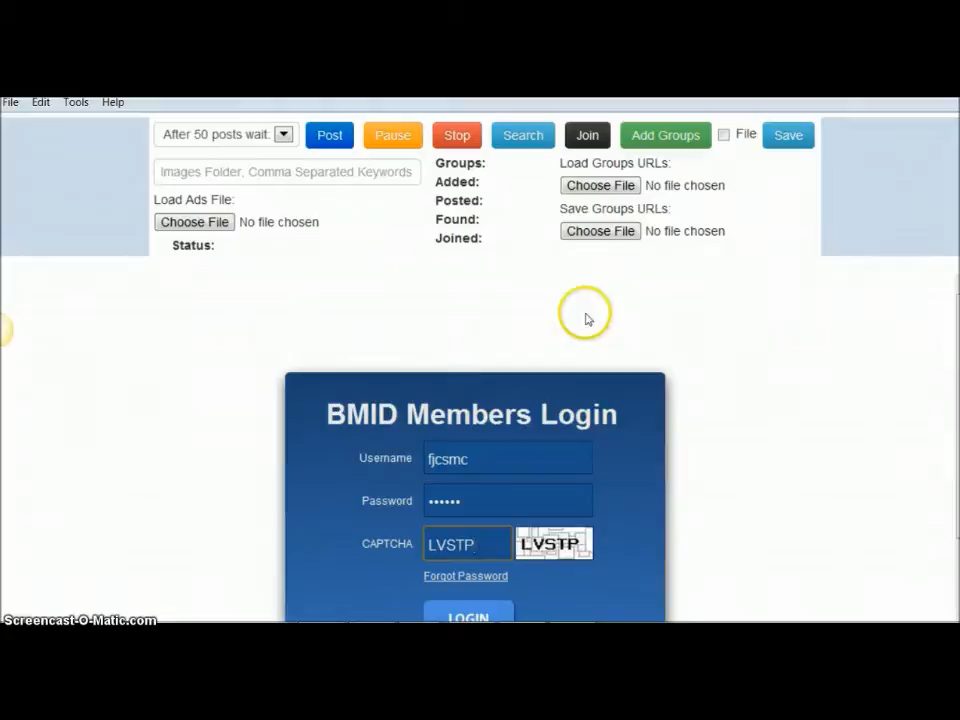 File Edit Tools Help
After 50 posts wait: Post Pause Stop Search Join Add Groups File Save
Images Folder, Comma Separated Keywords
Groups:
Load Groups URLs:
Added:
Choose File No file chosen
Load Ads File:
Posted:
Save Groups URLs:
Choose File No file chosen
Found:
Choose File No file chosen
Status:
Joined:
BMID Members Login
Username fjcsmc
Password ••••••
CAPTCHA LVSTP LVSTP
Forgot Password
LOGIN
Screencast-O-Matic.com